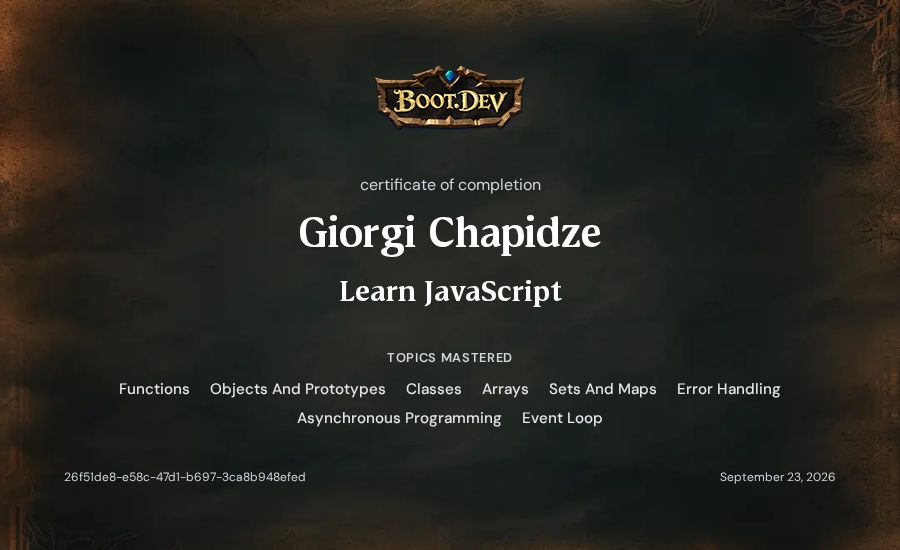 BOOT.DEV
certificate of completion
Giorgi Chapidze
Learn JavaScript
TOPICS MASTERED
Functions Objects And Prototypes Classes Arrays Sets And Maps Error Handling
Asynchronous Programming Event Loop
26f51de8-e58c-47d1-b697-3ca8b948efed September 23, 2026